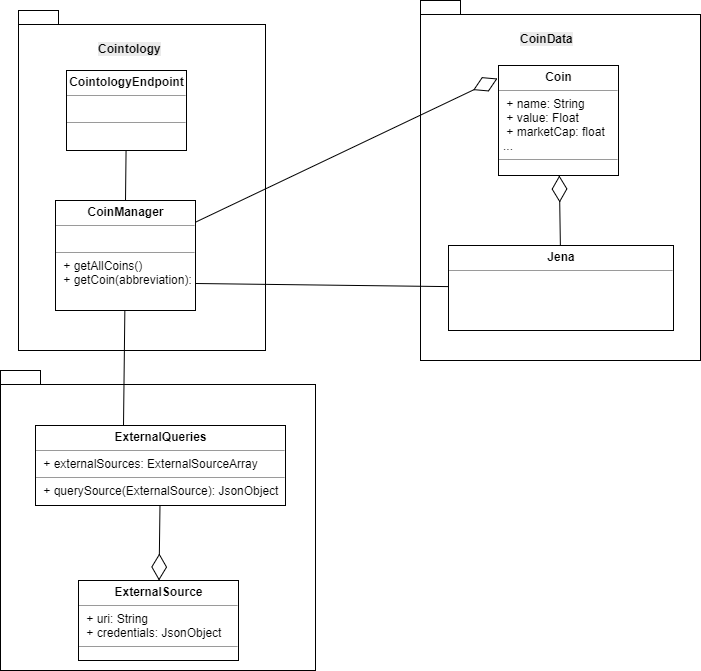 Cointology
CointologyEndpoint
CoinManager
+ getAllCoins()
+ getCoin(abbreviation):
CoinData
Coin
+ name: String
+ value: Float
+ marketCap: float
...
Jena
ExternalQueries
+ externalSources: ExternalSourceArray
+ querySource(ExternalSource): JsonObject
ExternalSource
+ uri: String
+ credentials: JsonObject